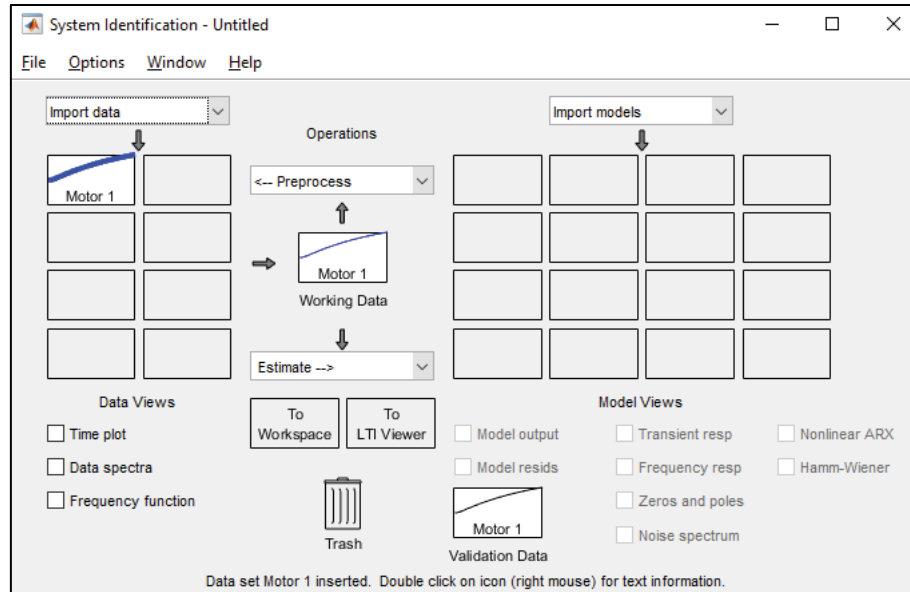 System Identification - Untitled
File Options Window Help
Import data
Import models
Operations
Motor 1
<-- Preprocess
Motor 1
Working Data
Estimate -->
Data Views
Model Views
To Workspace
To LTI Viewer
Time plot
Data spectra
Frequency function
Model output
Transient resp
Nonlinear ARX
Model resids
Frequency resp
Hamm-Wiener
Zeros and poles
Noise spectrum
Trash
Motor 1
Validation Data
Data set Motor 1 inserted. Double click on icon (right mouse) for text information.